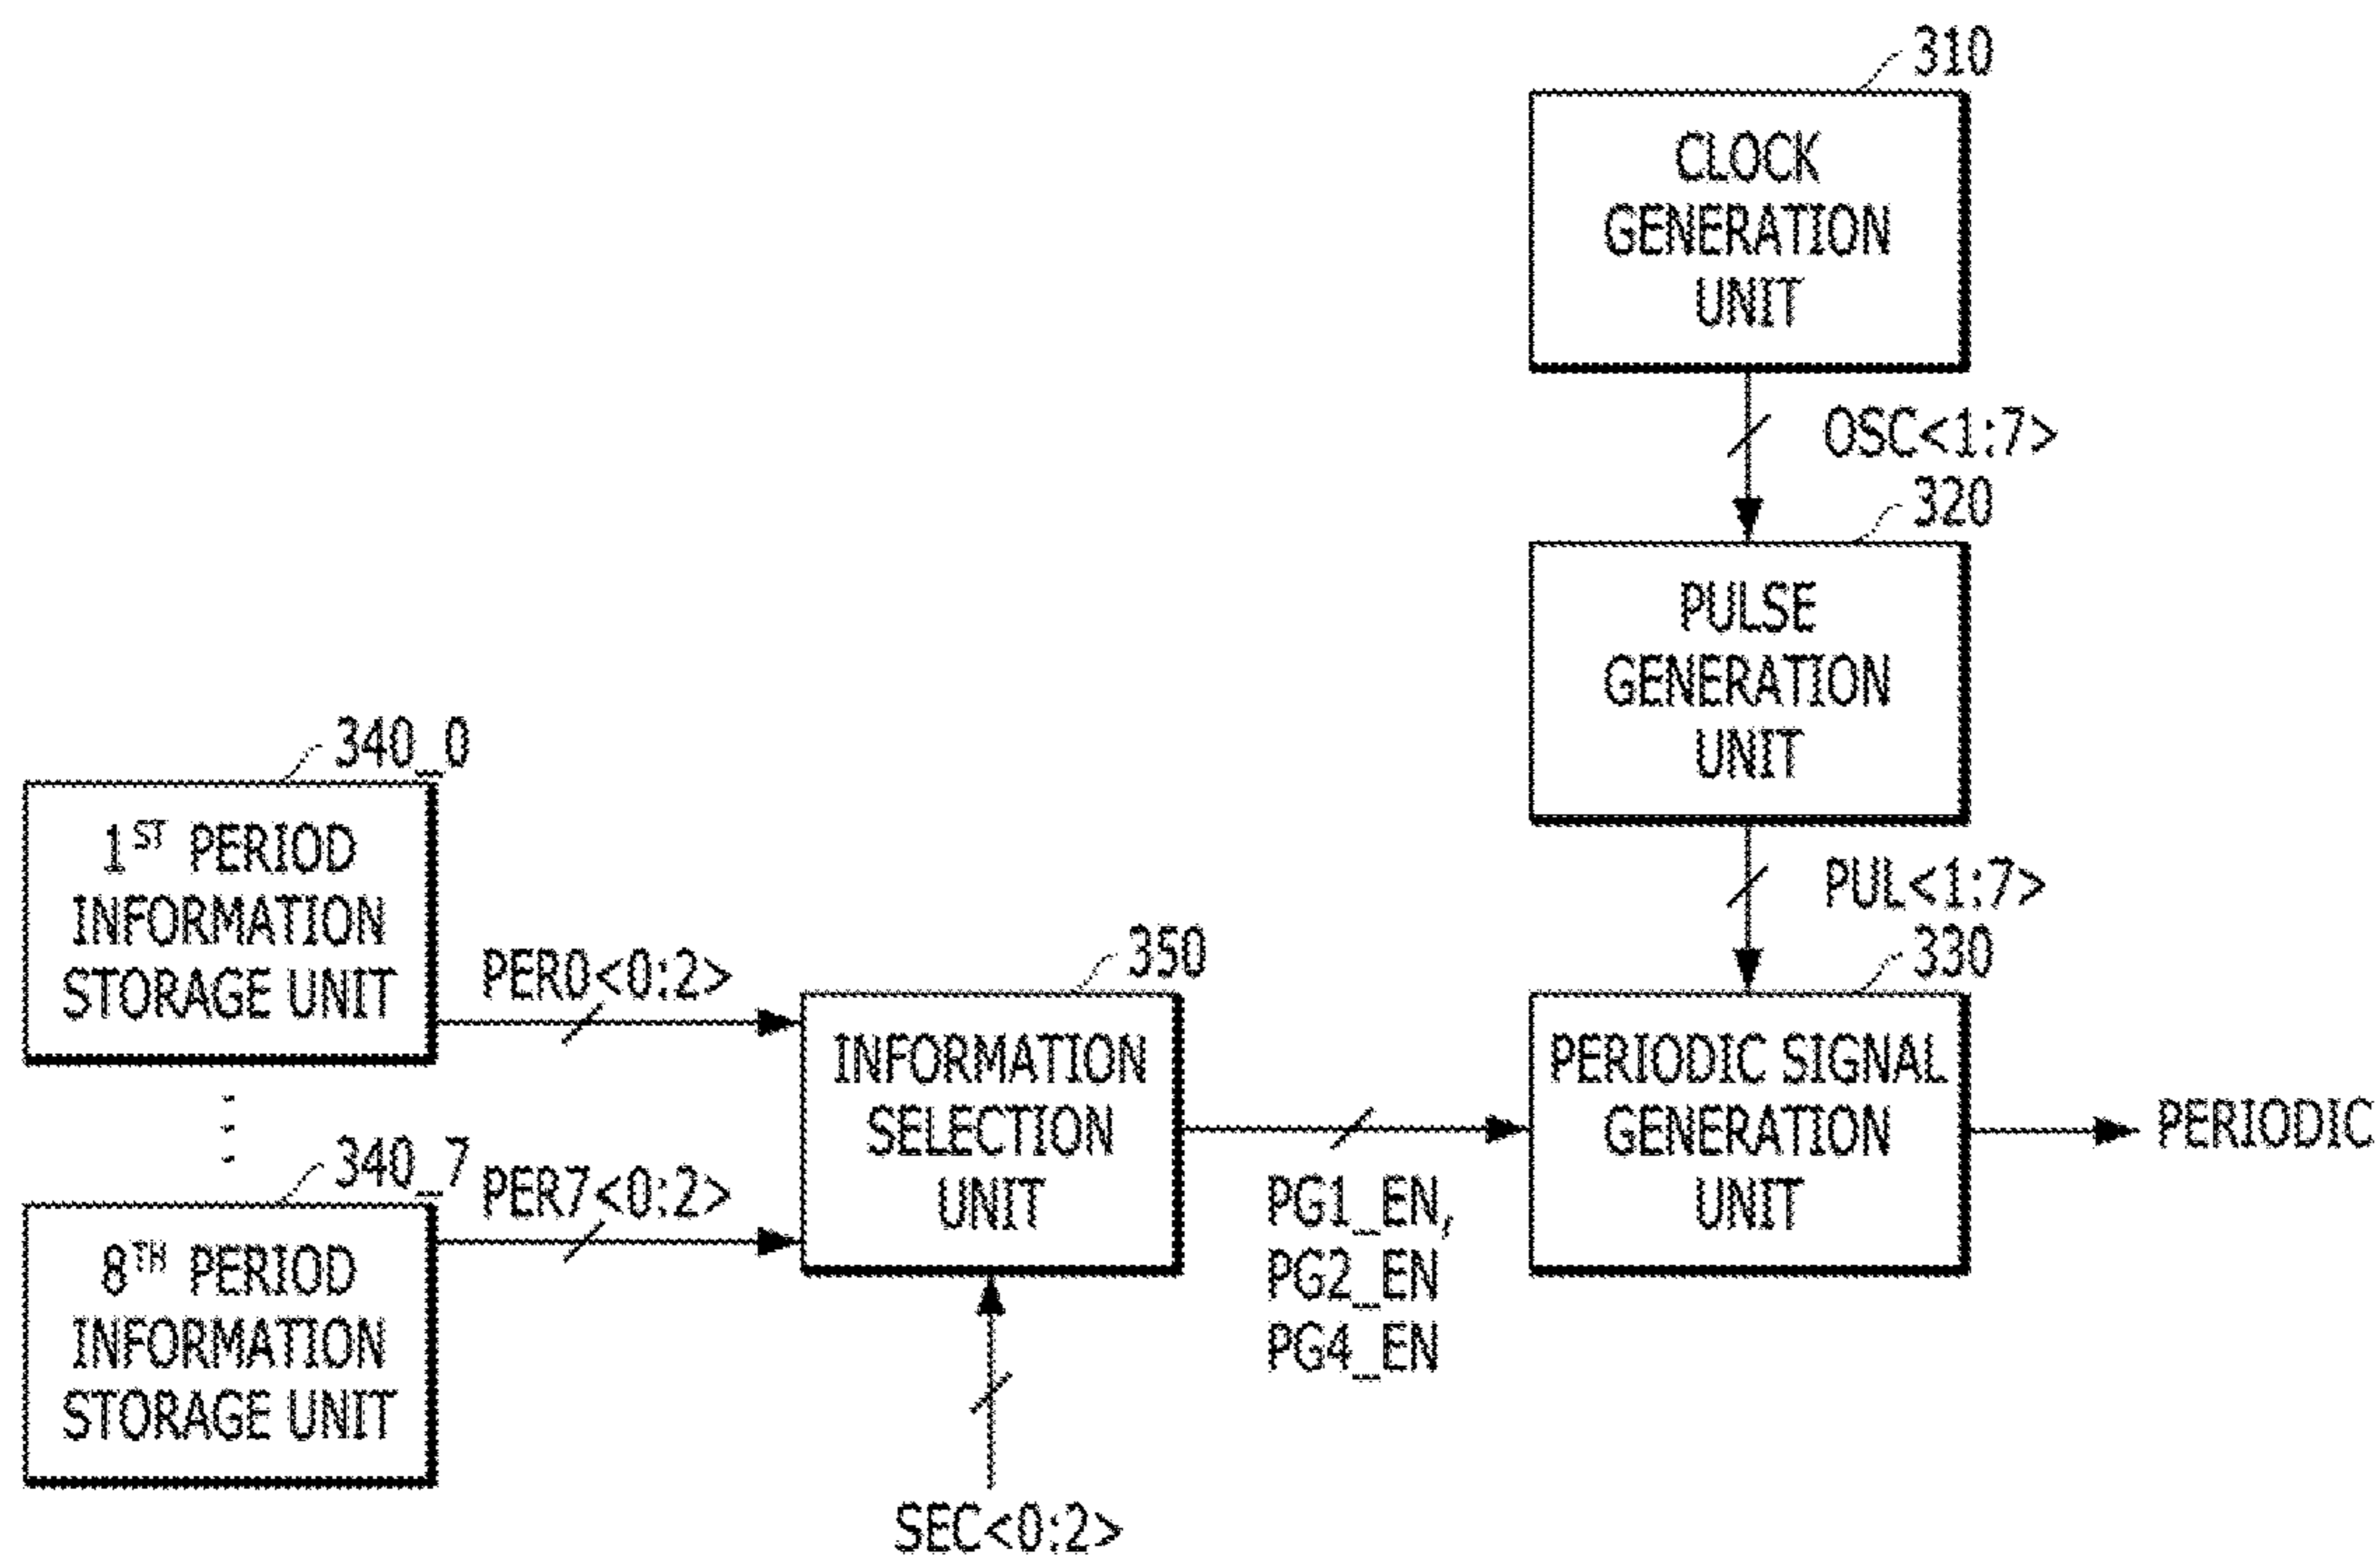 310
CLOCK
GENERATION
UNIT
OSC<1:7>
320
PULSE
GENERATION
UNIT
PUL<1:7>
330
PERIODIC SIGNAL
GENERATION
UNIT
PERIODIC
340_0
1ST PERIOD
INFORMATION
STORAGE UNIT
PER0<0:2>
340_7
8TH PERIOD
INFORMATION
STORAGE UNIT
PER7<0:2>
350
INFORMATION
SELECTION
UNIT
SEC<0:2>
PG1_EN,
PG2_EN
PG4_EN